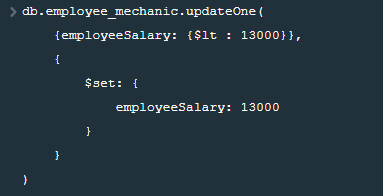 > db.employee_mechanic.updateOne(
{employeeSalary: {$lt : 13000}},
{
$set: {
employeeSalary: 13000
}
}
)